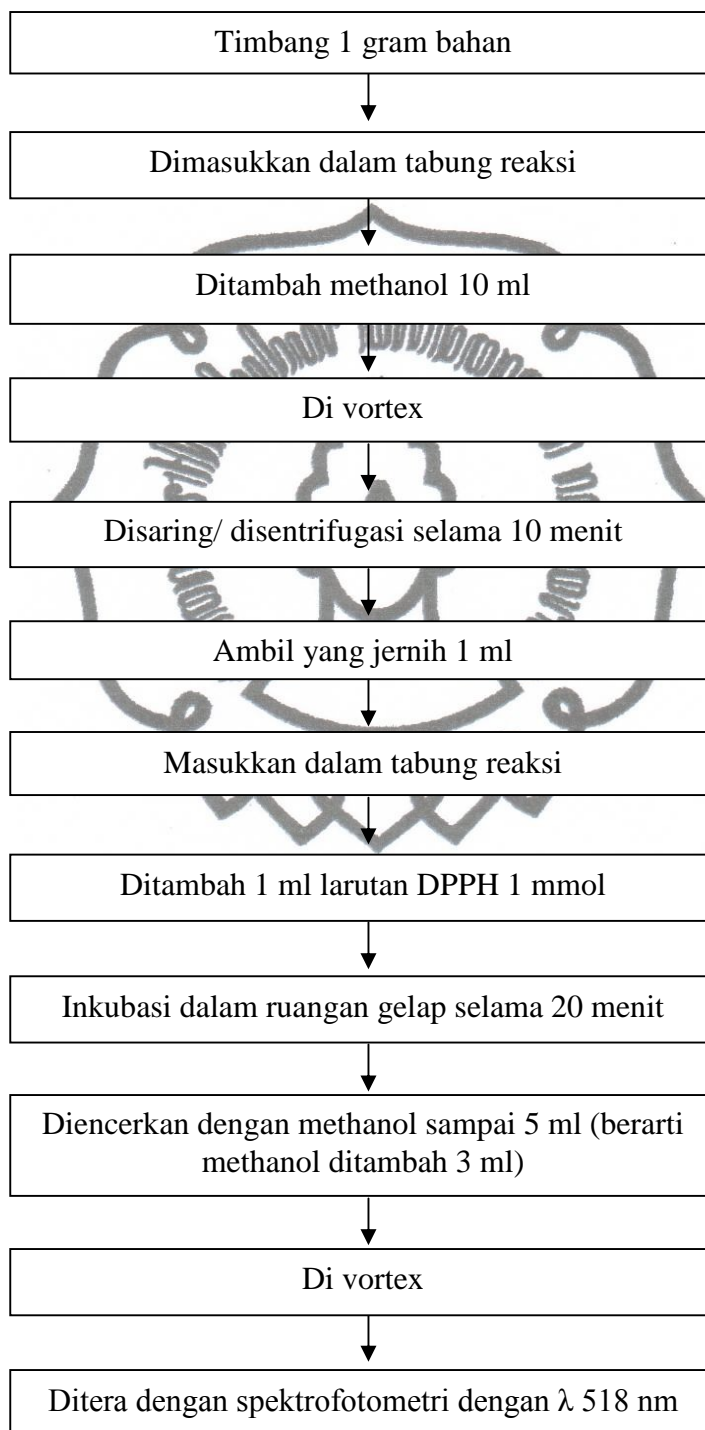 Timbang 1 gram bahan
Dimasukkan dalam tabung reaksi
Ditambah methanol 10 ml
Di vortex
Disaring/ disentrifugasi selama 10 menit
Ambil yang jernih 1 ml
Masukkan dalam tabung reaksi
Ditambah 1 ml larutan DPPH 1 mmol
Inkubasi dalam ruangan gelap selama 20 menit
Diencerkan dengan methanol sampai 5 ml (berarti
methanol ditambah 3 ml)
Di vortex
Ditera dengan spektrofotometri dengan λ 518 nm